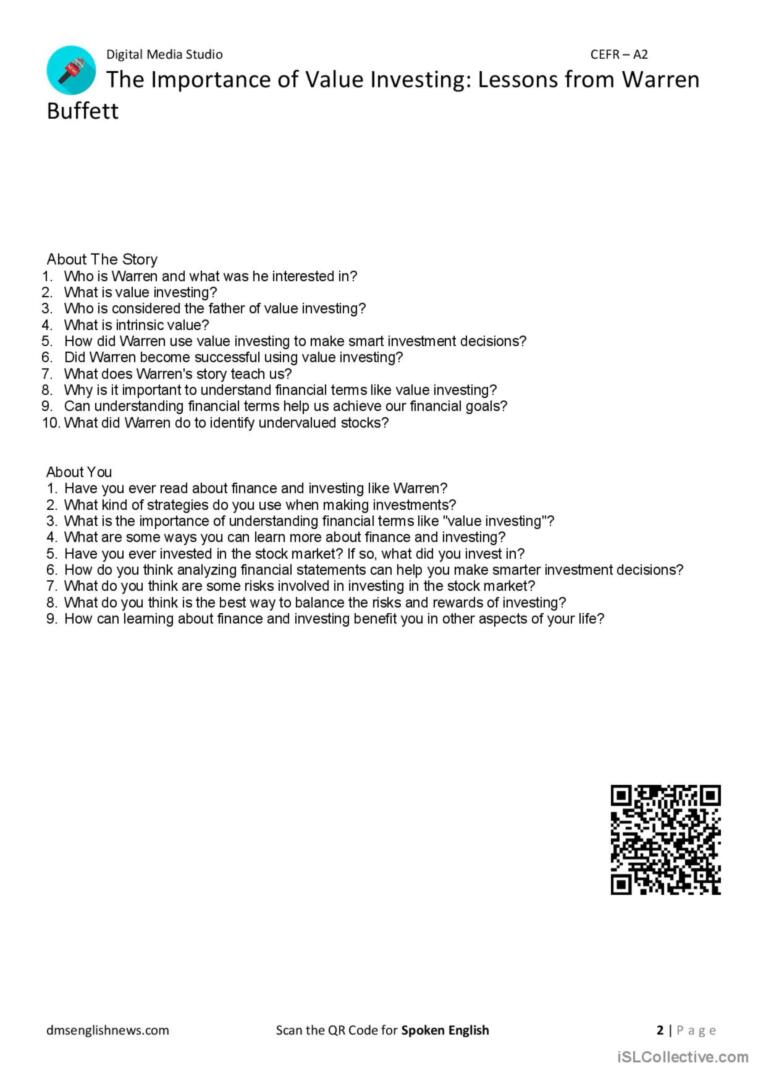 Digital Media Studio CEFR – A2
The Importance of Value Investing: Lessons from Warren
Buffett
About The Story
1. Who is Warren and what was he interested in?
2. What is value investing?
3. Who is considered the father of value investing?
4. What is intrinsic value?
5. How did Warren use value investing to make smart investment decisions?
6. Did Warren become successful using value investing?
7. What does Warren's story teach us?
8. Why is it important to understand financial terms like value investing?
9. Can understanding financial terms help us achieve our financial goals?
10. What did Warren do to identify undervalued stocks?
About You
1. Have you ever read about finance and investing like Warren?
2. What kind of strategies do you use when making investments?
3. What is the importance of understanding financial terms like "value investing"?
4. What are some ways you can learn more about finance and investing?
5. Have you ever invested in the stock market? If so, what did you invest in?
6. How do you think analyzing financial statements can help you make smarter investment decisions?
7. What do you think are some risks involved in investing in the stock market?
8. What do you think is the best way to balance the risks and rewards of investing?
9. How can learning about finance and investing benefit you in other aspects of your life?
dmsenglishnews.com Scan the QR Code for Spoken English 2 | Page
iSLCollective.com